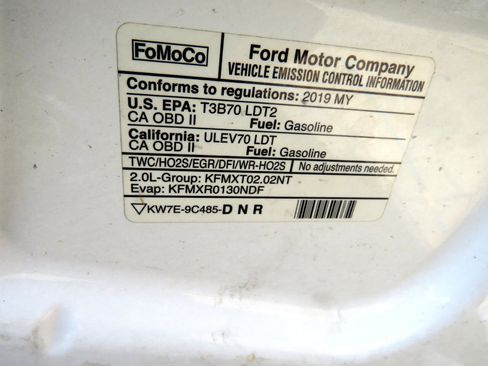 FoMoCo
Ford Motor Company
VEHICLE EMISSION CONTROL INFORMATION
Conforms to regulations: 2019 MY
U.S. EPA: T3B70 LDT2
CA OBD II Fuel: Gasoline
California: ULEV70 LDT
CA OBD II Fuel: Gasoline
TWC/HO2S/EGR/DFI/WR-HO2S No adjustments needed.
2.0L-Group: KFMXT02.02NT
Evap: KFMXR0130NDF
KW7E-9C485-DNR